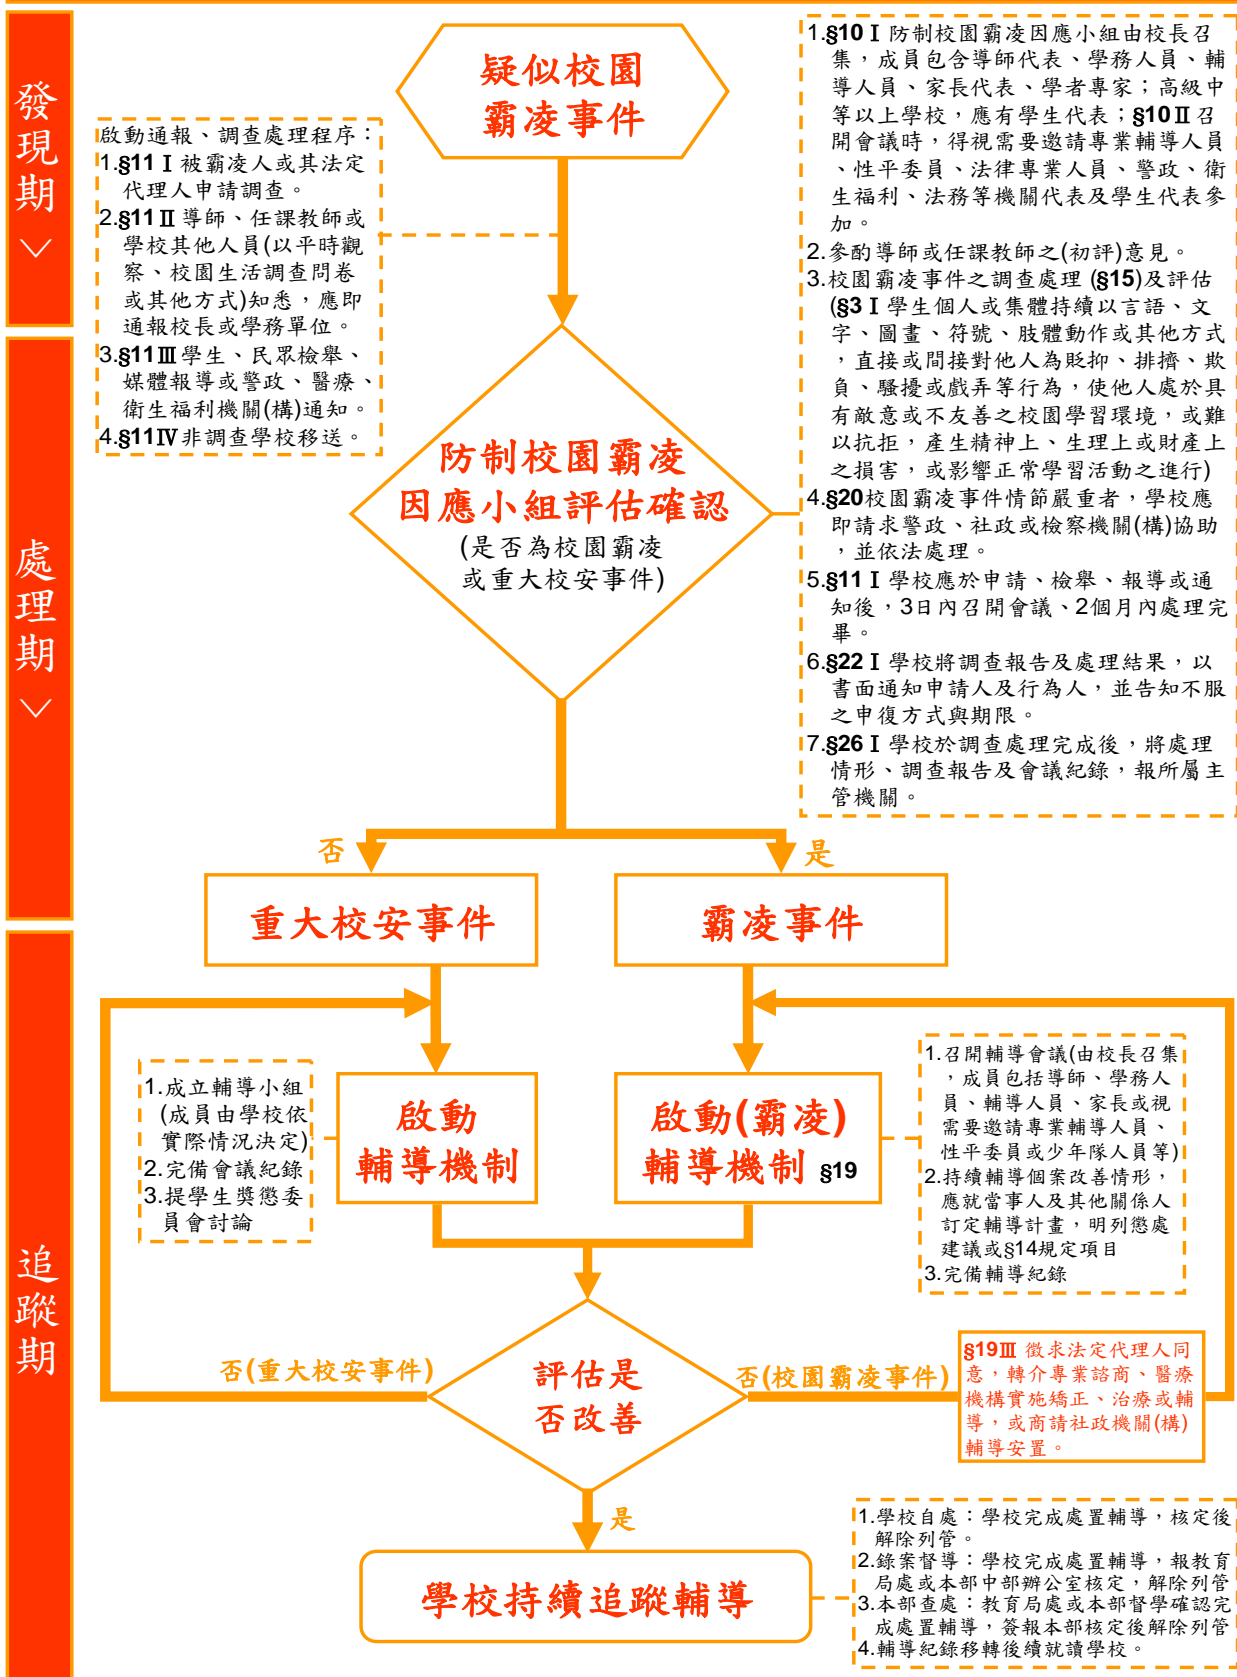 發現期
疑似校園
霸凌事件
啟動通報、調查處理程序：
1.§11Ⅰ被霸凌人或其法定
代理人申請調查。
2.§11Ⅱ導師、任課教師或
學校其他人員(以平時觀
察、校園生活調查問卷
或其他方式)知悉，應即
通報校長或學務單位。
3.§11Ⅲ學生、民眾檢舉、
媒體報導或警政、醫療、
衛生福利機關(構)通知。
4.§11Ⅳ非調查學校移送。
1.§10Ⅰ防制校園霸凌因應小組由校長召
集，成員包含導師代表、學務人員、輔
導人員、家長代表、學者專家；高級中
等以上學校，應有學生代表；§10Ⅱ召
開會議時，得視需要邀請專業輔導人員
、性平委員、法律專業人員、警政、衛
生福利、法務等機關代表及學生代表參
加。
2.參酌導師或任課教師之(初評)意見。
3.校園霸凌事件之調查處理 (§15)及評估
(§3Ⅰ學生個人或集體持續以言語、文
字、圖畫、符號、肢體動作或其他方式
，直接或間接對他人為貶抑、排擠、欺
負、騷擾或戲弄等行為，使他人處於具
有敵意或不友善之校園學習環境，或難
以抗拒，產生精神上、生理上或財產上
之損害，或影響正常學習活動之進行)
4.§20校園霸凌事件情節嚴重者，學校應
即請求警政、社政或檢察機關(構)協助
，並依法處理。
5.§11Ⅰ學校應於申請、檢舉、報導或通
知後，3日內召開會議、2個月內處理完
畢。
6.§22Ⅰ學校將調查報告及處理結果，以
書面通知申請人及行為人，並告知不服
之申復方式與期限。
7.§26Ⅰ學校於調查處理完成後，將處理
情形、調查報告及會議紀錄，報所屬主
管機關。
處理期
防制校園霸凌
因應小組評估確認
(是否為校園霸凌
或重大校安事件)
否
是
重大校安事件
霸凌事件
追蹤期
1.成立輔導小組
(成員由學校依
實際情況決定)
2.完備會議紀錄
3.提學生獎懲委
員會討論
啟動
輔導機制
啟動(霸凌)
輔導機制 §19
1.召開輔導會議(由校長召集
，成員包括導師、學務人
員、輔導人員、家長或視
需要邀請專業輔導人員、
性平委員或少年隊人員等)
2.持續輔導個案改善情形，
應就當事人及其他關係人
訂定輔導計畫，明列懲處
建議或§14規定項目
3.完備輔導紀錄
否(重大校安事件)
評估是
否改善
否(校園霸凌事件)
§19Ⅲ 徵求法定代理人同
意，轉介專業諮商、醫療
機構實施矯正、治療或輔
導，或商請社政機關(構)
輔導安置。
是
學校持續追蹤輔導
1.學校自處：學校完成處置輔導，核定後
解除列管。
2.錄案督導：學校完成處置輔導，報教育
局處或本部中部辦公室核定，解除列管
3.本部查處：教育局處或本部督學確認完
成處置輔導，簽報本部核定後解除列管
4.輔導紀錄移轉後續就讀學校。